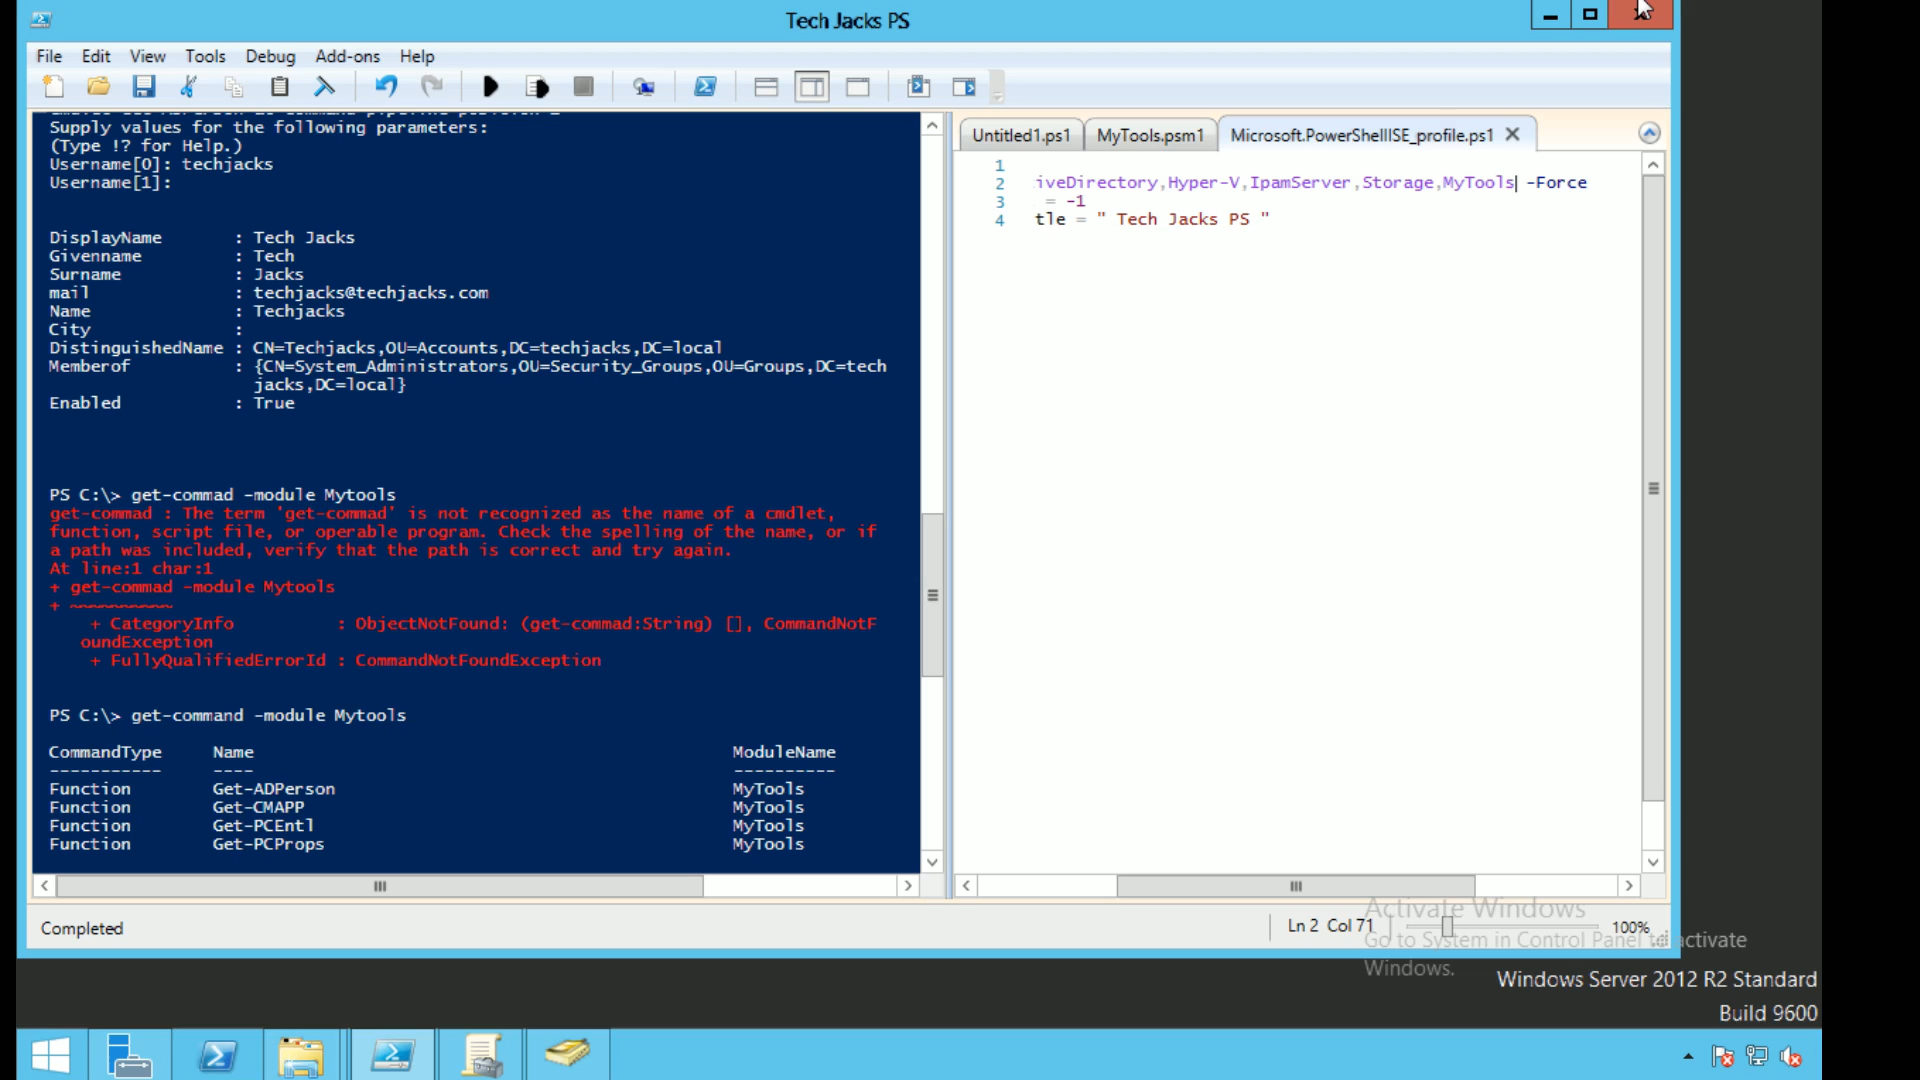 Tech Jacks PS
File Edit View Tools Debug Add-ons Help
Supply values for the following parameters:
(Type !? for Help.)
Username[0]: techjacks
Username[1]:
DisplayName : Tech Jacks
Givenname : Tech
Surname : Jacks
mail : techjacks@techjacks.com
Name : Techjacks
City :
DistinguishedName : CN=Techjacks,OU=Accounts,DC=techjacks,DC=local
Memberof : {CN=System_Administrators,OU=Security_Groups,OU=Groups,DC=tech
jacks,DC=local}
Enabled : True
PS C:\> get-commad -module Mytools
get-commad : The term 'get-commad' is not recognized as the name of a cmdlet,
function, script file, or operable program. Check the spelling of the name, or if
a path was included, verify that the path is correct and try again.
At line:1 char:1
+ get-commad -module Mytools
+ ~~~~~~~~~~
+ CategoryInfo : ObjectNotFound: (get-commad:String) [], CommandNotF
oundException
+ FullyQualifiedErrorId : CommandNotFoundException
PS C:\> get-command -module Mytools
CommandType Name ModuleName
----------- ---- ----------
Function Get-ADPerson MyTools
Function Get-CMAPP MyTools
Function Get-PCEntl MyTools
Function Get-PCProps MyTools
Untitled1.ps1 MyTools.psm1 Microsoft.PowerShellISE_profile.ps1
1
2 iveDirectory,Hyper-V,IpamServer,Storage,MyTools -Force
3 = -1
4 tle = " Tech Jacks PS "
Completed
Ln 2 Col 71
100%
Activate Windows
Go to System in Control Panel to activate
Windows.
Windows Server 2012 R2 Standard
Build 9600